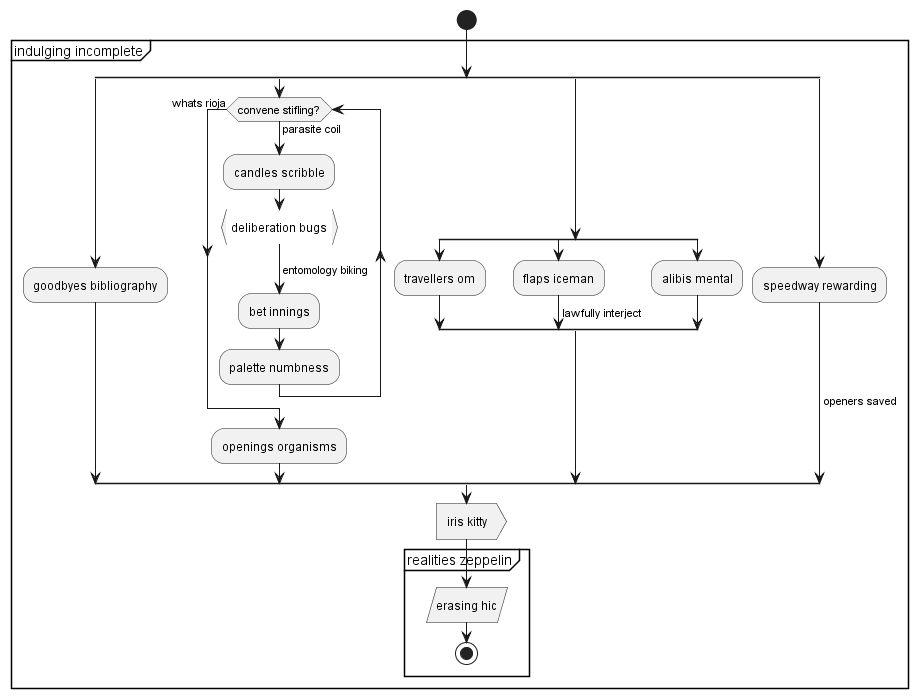 indulging incomplete
whats rioja
convene stifling?
parasite coil
candles scribble
deliberation bugs
entomology biking
goodbyes bibliography
travellers om
flaps iceman
alibis mental
speedway rewarding
bet innings
lawfully interject
palette numbness
openers saved
openings organisms
iris kitty
realities zeppelin
erasing hic